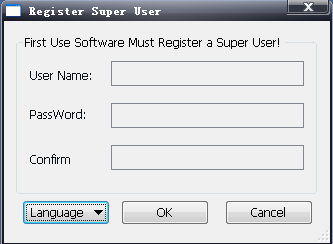 Register Super User
First Use Software Must Register a Super User!
User Name:
PassWord:
Confirm
Language OK Cancel